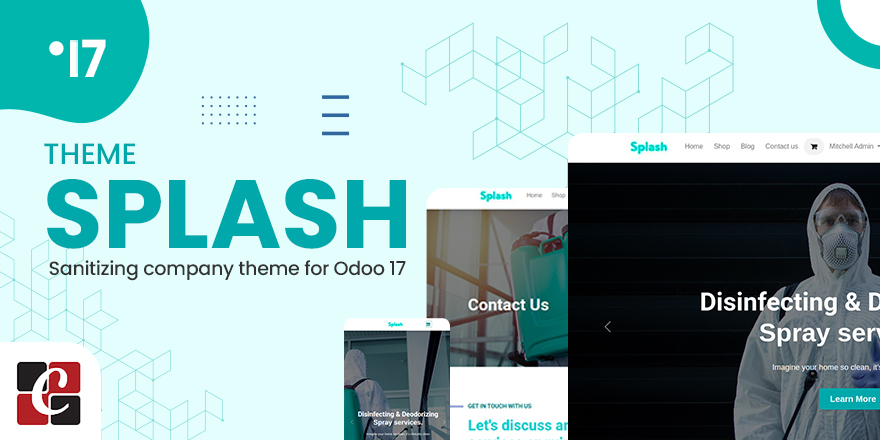 17
THEME
SPLASH
Sanitizing company theme for Odoo 17
C
Splash
Home Shop Blog Contact us Mitchell Admin
Disinfecting & D
Spray serv
Imagine your home so clean, it's
Learn More
Splash
Home Shop
Contact Us
GET IN TOUCH WITH US
Let's discuss ar
Splash
Disinfecting & Deodorizing
Spray services.